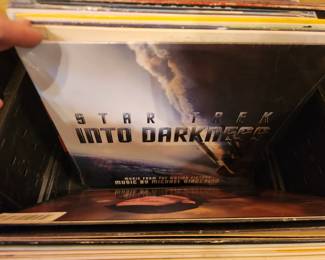 STAR TREK
INTO DARKNESS
MUSIC FROM THE MOTION PICTURE
MUSIC BY MICHAEL GIACCHINO